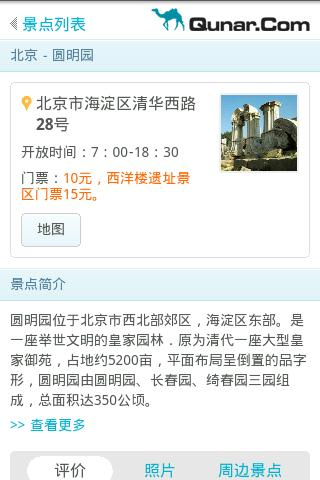 景点列表
Qunar.Com
北京 - 圆明园
北京市海淀区清华西路
28号
开放时间：7：00-18：30
门票：10元，西洋楼遗址景
区门票15元。
地图
景点简介
圆明园位于北京市西北部郊区，海淀区东部。是
一座举世文明的皇家园林．原为清代一座大型皇
家御苑，占地约5200亩，平面布局呈倒置的品字
形，圆明园由圆明园、长春园、绮春园三园组
成，总面积达350公顷。
>> 查看更多
评价
照片
周边景点